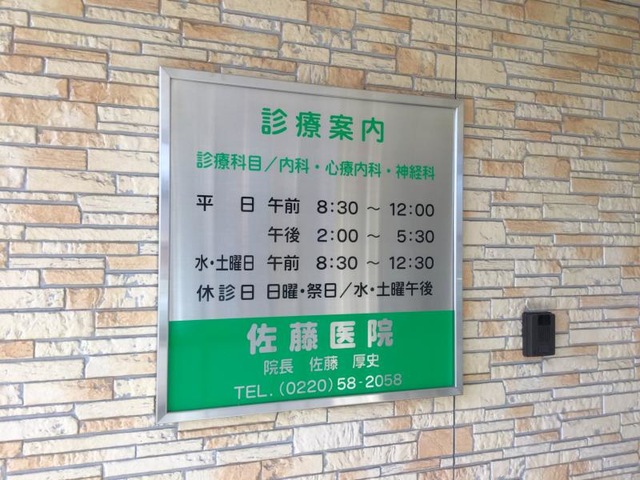 診療案内
診療科目／内科・心療内科・神経科
平 日 午前 8:30 ～ 12:00
午後 2:00 ～ 5:30
水・土曜日 午前 8:30 ～ 12:30
休診日 日曜・祭日／水・土曜午後
佐藤医院
院長 佐藤 厚史
TEL. (0220) 58-2058